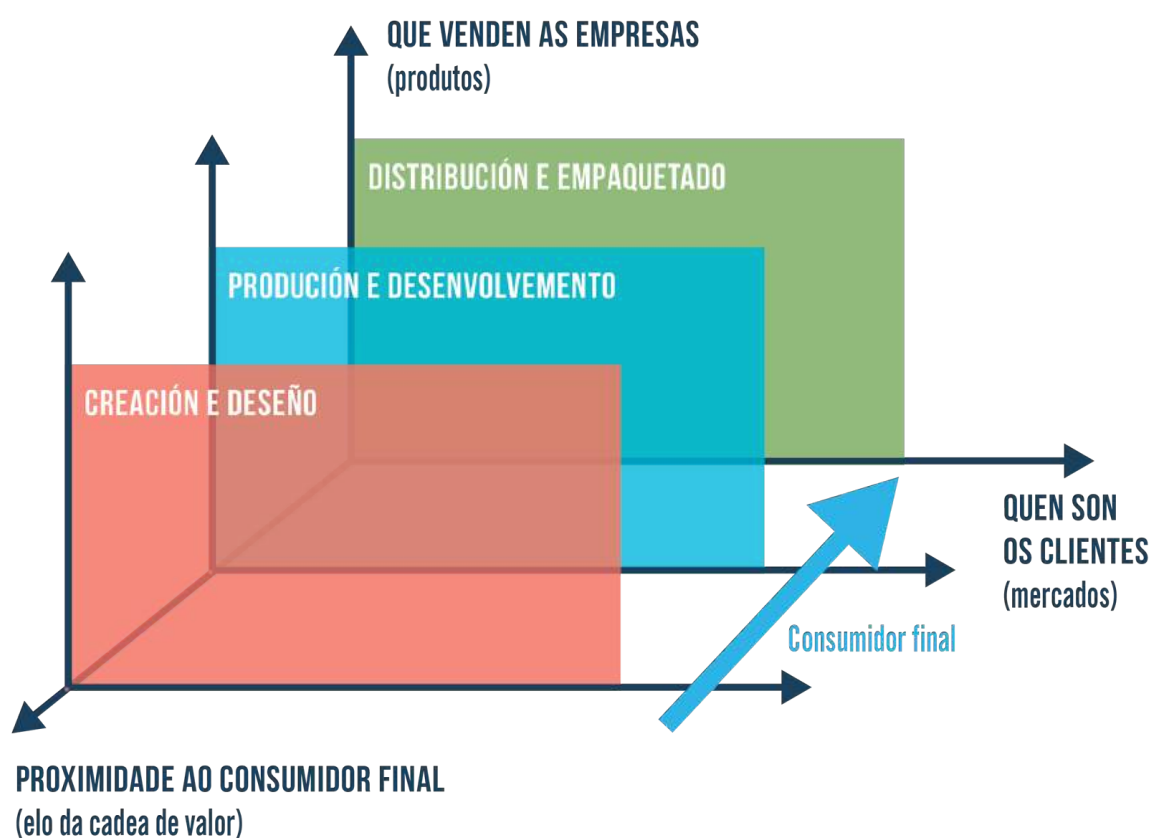 QUE VENDEN AS EMPRESAS
(produtos)
DISTRIBUCIÓN E EMPAQUETADO
PRODUCIÓN E DESENVOLVEMENTO
CREACIÓN E DESEÑO
QUEN SON
OS CLIENTES
(mercados)
Consumidor final
PROXIMIDADE AO CONSUMIDOR FINAL
(elo da cadea de valor)